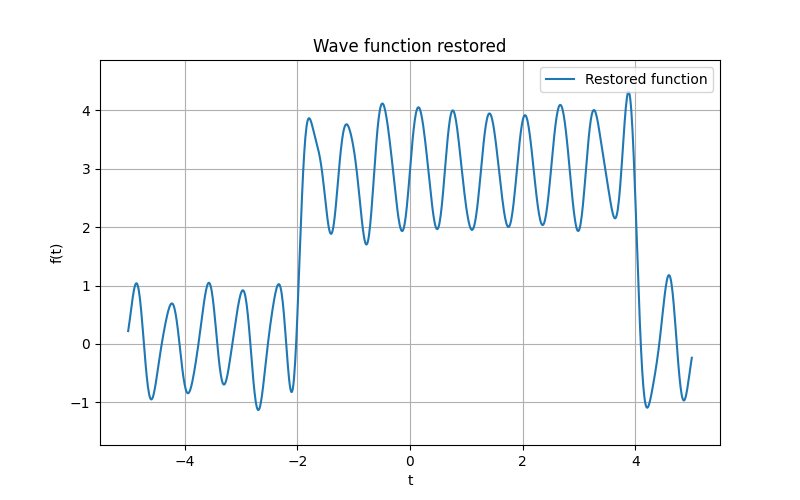 Wave function restored
Restored function
4
3
2
1
0
−1
f(t)
−4
−2
0
2
4
t